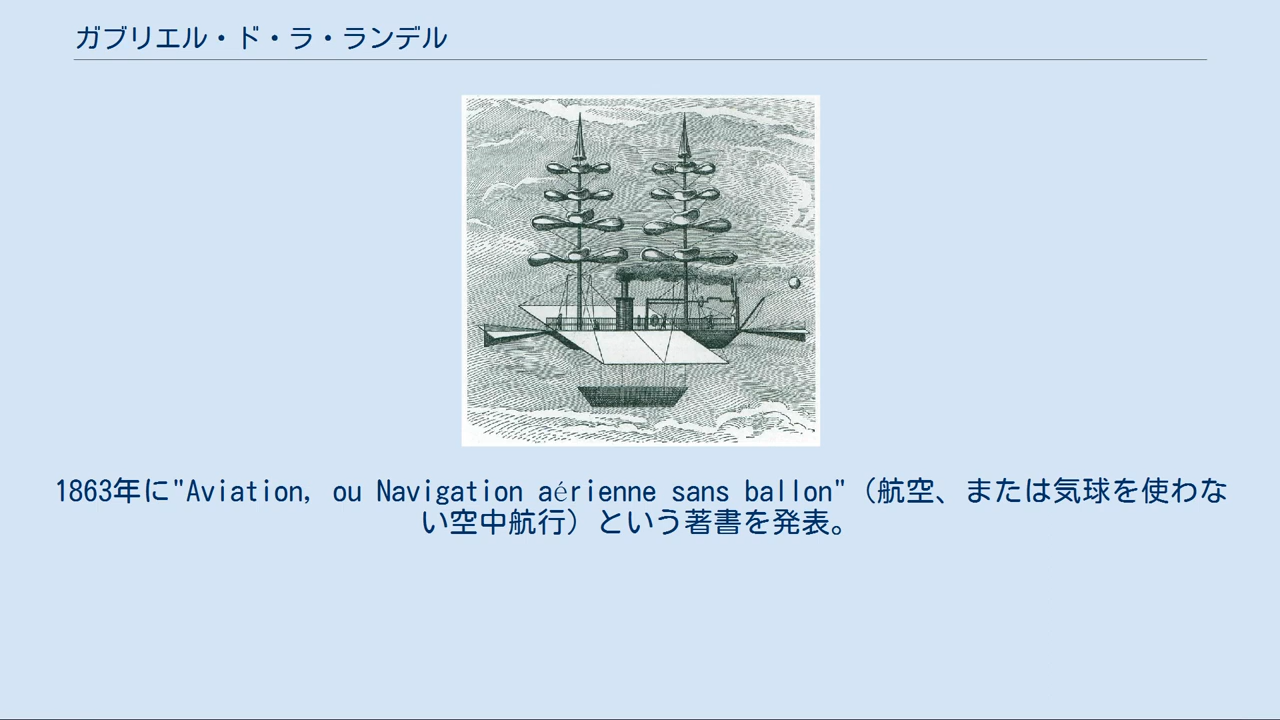 ガブリエル・ド・ラ・ランデル
1863年に"Aviation, ou Navigation aérienne sans ballon"（航空、または気球を使わな
い空中航行）という著書を発表。